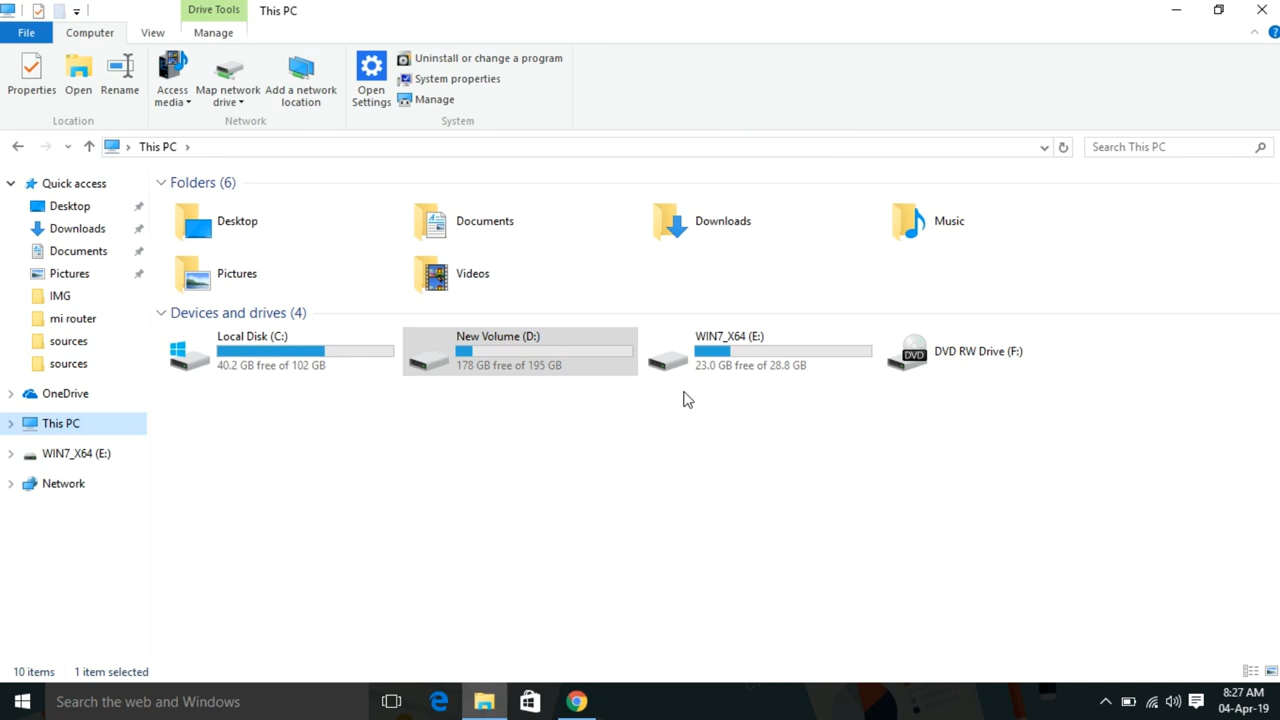 Drive Tools
This PC
File
Computer
View
Manage
Properties
Open
Rename
Access media
Map network drive
Add a network location
Open Settings
Uninstall or change a program
System properties
Manage
Location
Network
System
This PC
Search This PC
Quick access
Desktop
Downloads
Documents
Pictures
IMG
mi router
sources
sources
OneDrive
This PC
WIN7_X64 (E:)
Network
Folders (6)
Desktop
Documents
Downloads
Music
Pictures
Videos
Devices and drives (4)
Local Disk (C:)
40.2 GB free of 102 GB
New Volume (D:)
178 GB free of 195 GB
WIN7_X64 (E:)
23.0 GB free of 28.8 GB
DVD
DVD RW Drive (F:)
10 items
1 item selected
Search the web and Windows
8:27 AM
04-Apr-19